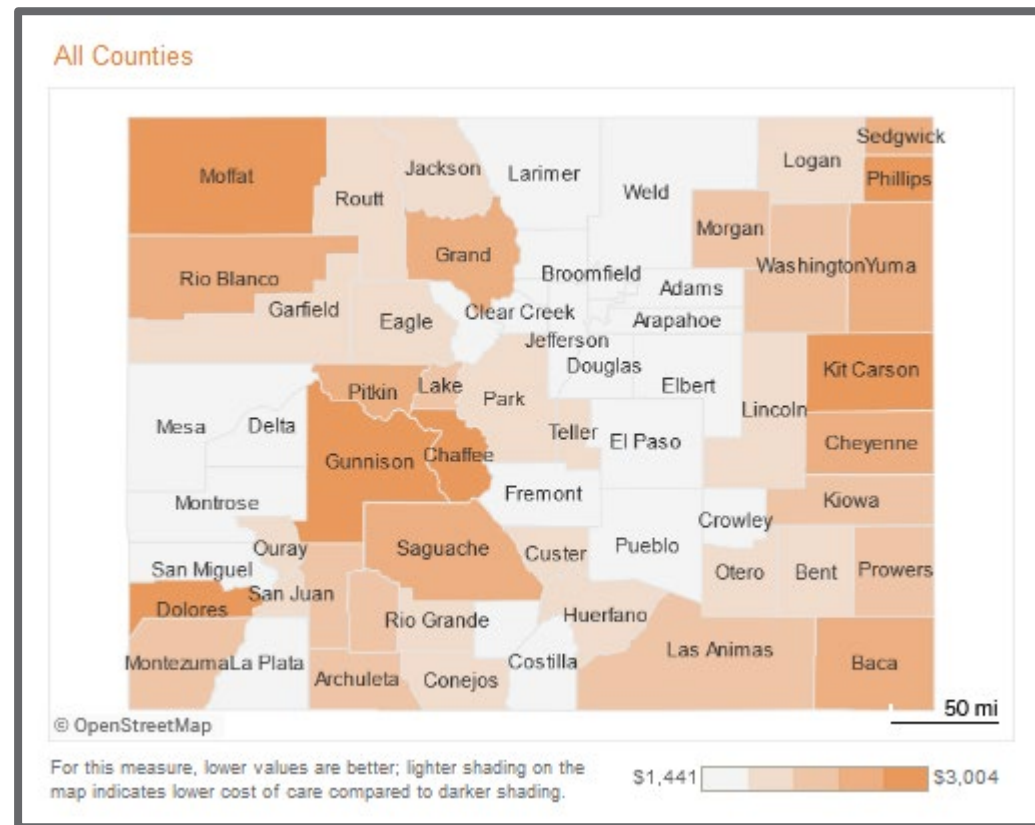 All Counties
Sedgwick
Logan
Jackson
Larimer
Moffat
Phillips
Weld
Routt
Morgan
Grand
WashingtonYuma
Broomfield
Rio Blanco
Adams
Garfield
Clear Creek
Eagle
Arapahoe
Jefferson
Douglas
Kit Carson
Elbert
Lake
Pitkin
Park
Lincoln
Mesa
Delta
Teller
El Paso
Cheyenne
Chaffee
Gunnison
Fremont
Kiowa
Montrose
Crowley
Ouray
Saguache
Custer
Pueblo
San Miguel
Otero
Bent
Prowers
San Juan
Dolores
Huerfano
Rio Grande
Las Animas
MontezumaLa Plata
Costilla
Baca
Archuleta
Conejos
50 mi
© OpenStreetMap
For this measure, lower values are better; lighter shading on the
map indicates lower cost of care compared to darker shading.
$1,441
$3,004